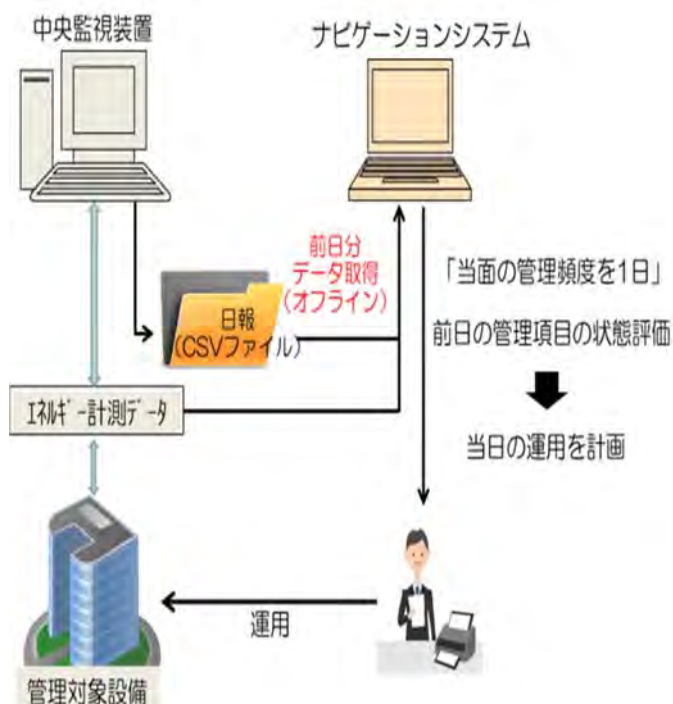 中央監視装置
ナビゲーションシステム
前日分
データ取得
(オフライン)
日報
(CSVファイル)
「当面の管理頻度を1日」
前日の管理項目の状態評価
当日の運用を計画
エネルギー計測データ
運用
管理対象設備